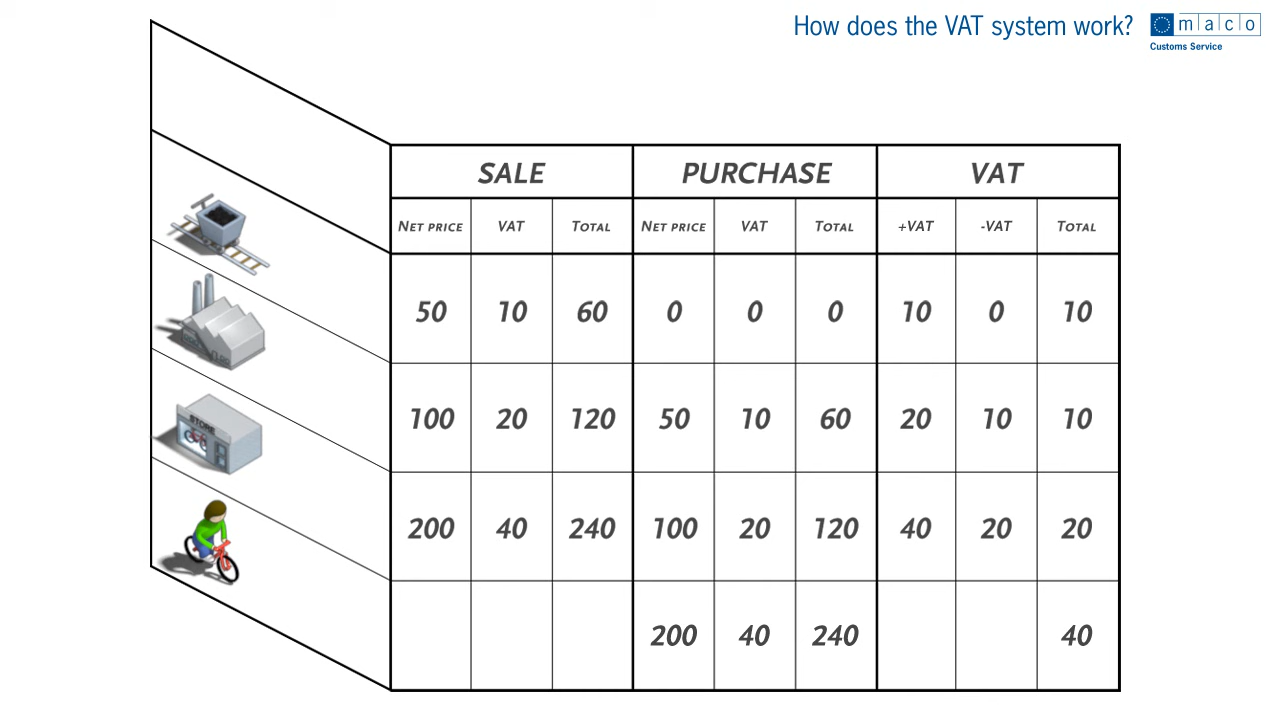 How does the VAT system work?
maco
Customs Service
SALE PURCHASE VAT
NET PRICE VAT TOTAL NET PRICE VAT TOTAL +VAT -VAT TOTAL
50 10 60 0 0 0 10 0 10
100 20 120 50 10 60 20 10 10
STORE
200 40 240 100 20 120 40 20 20
200 40 240 40